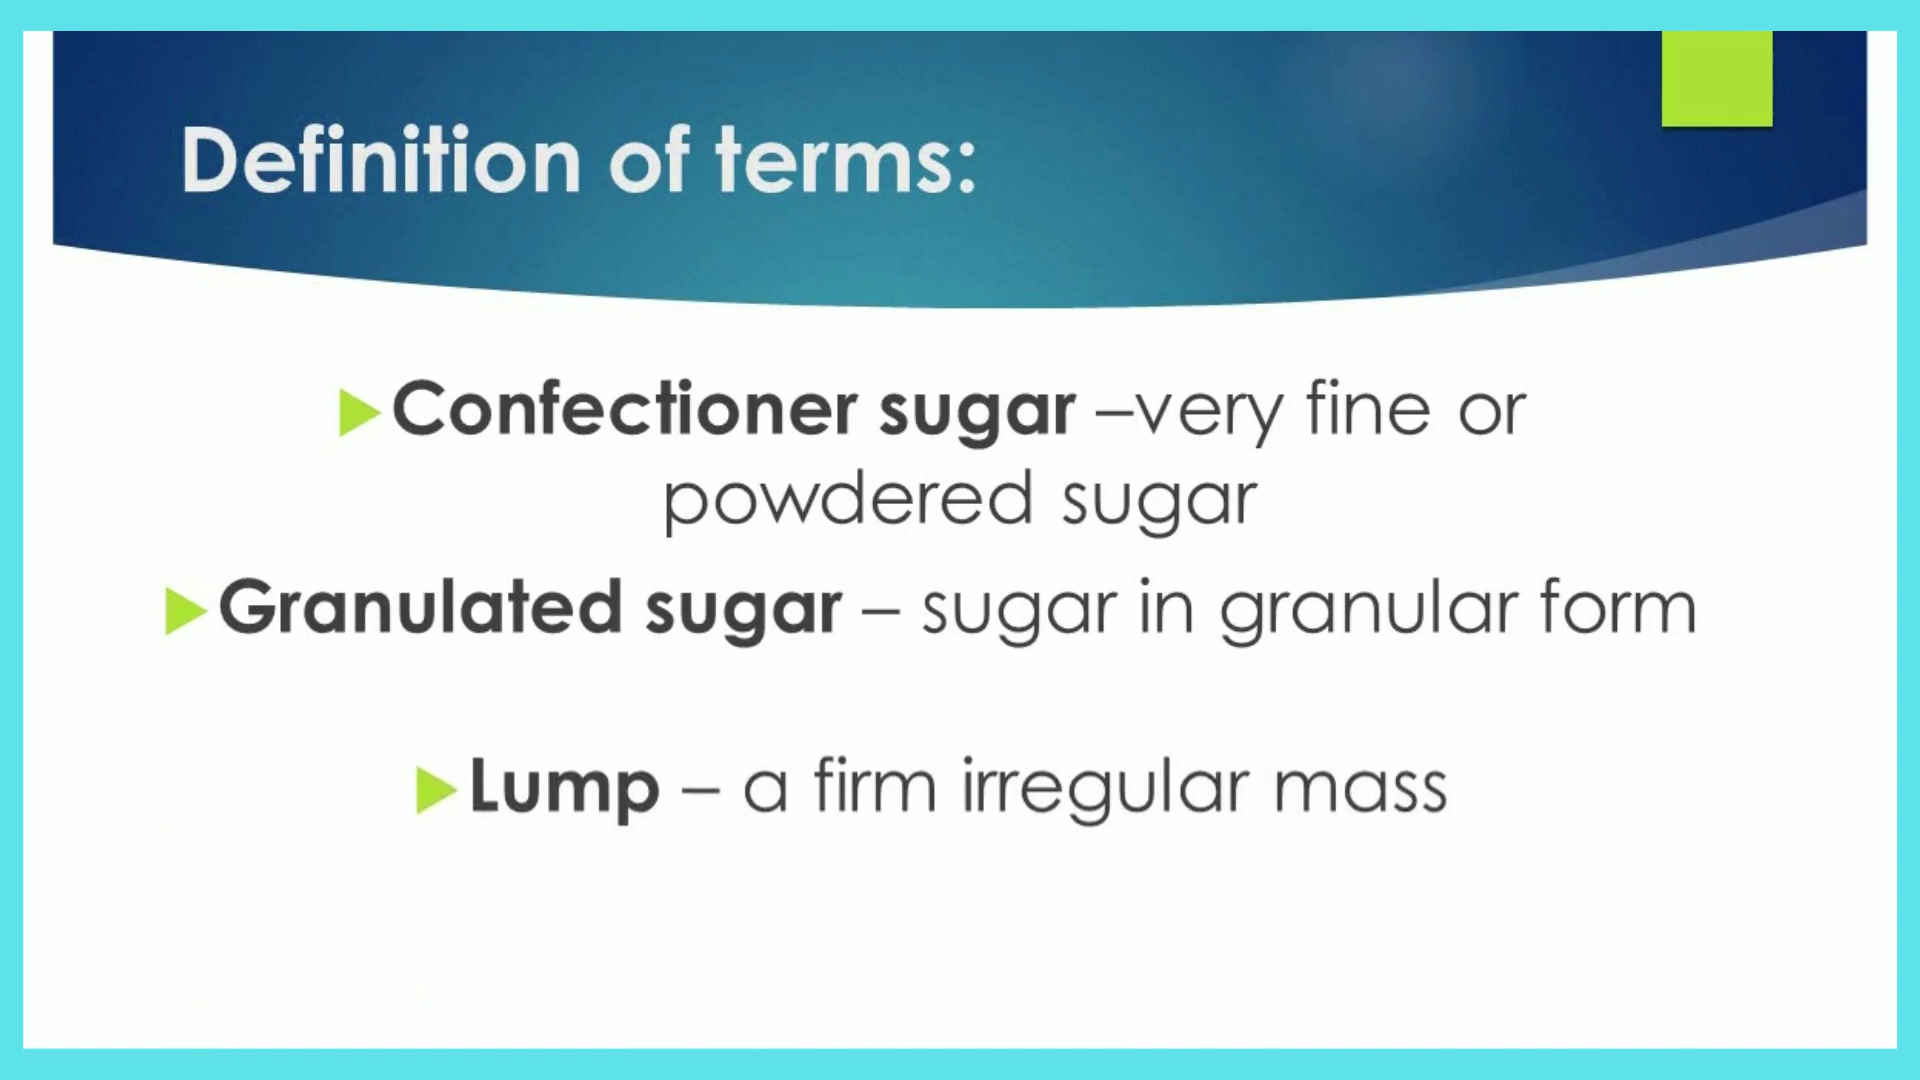 Definition of terms:
Confectioner sugar –very fine or
powdered sugar
Granulated sugar – sugar in granular form
Lump – a firm irregular mass